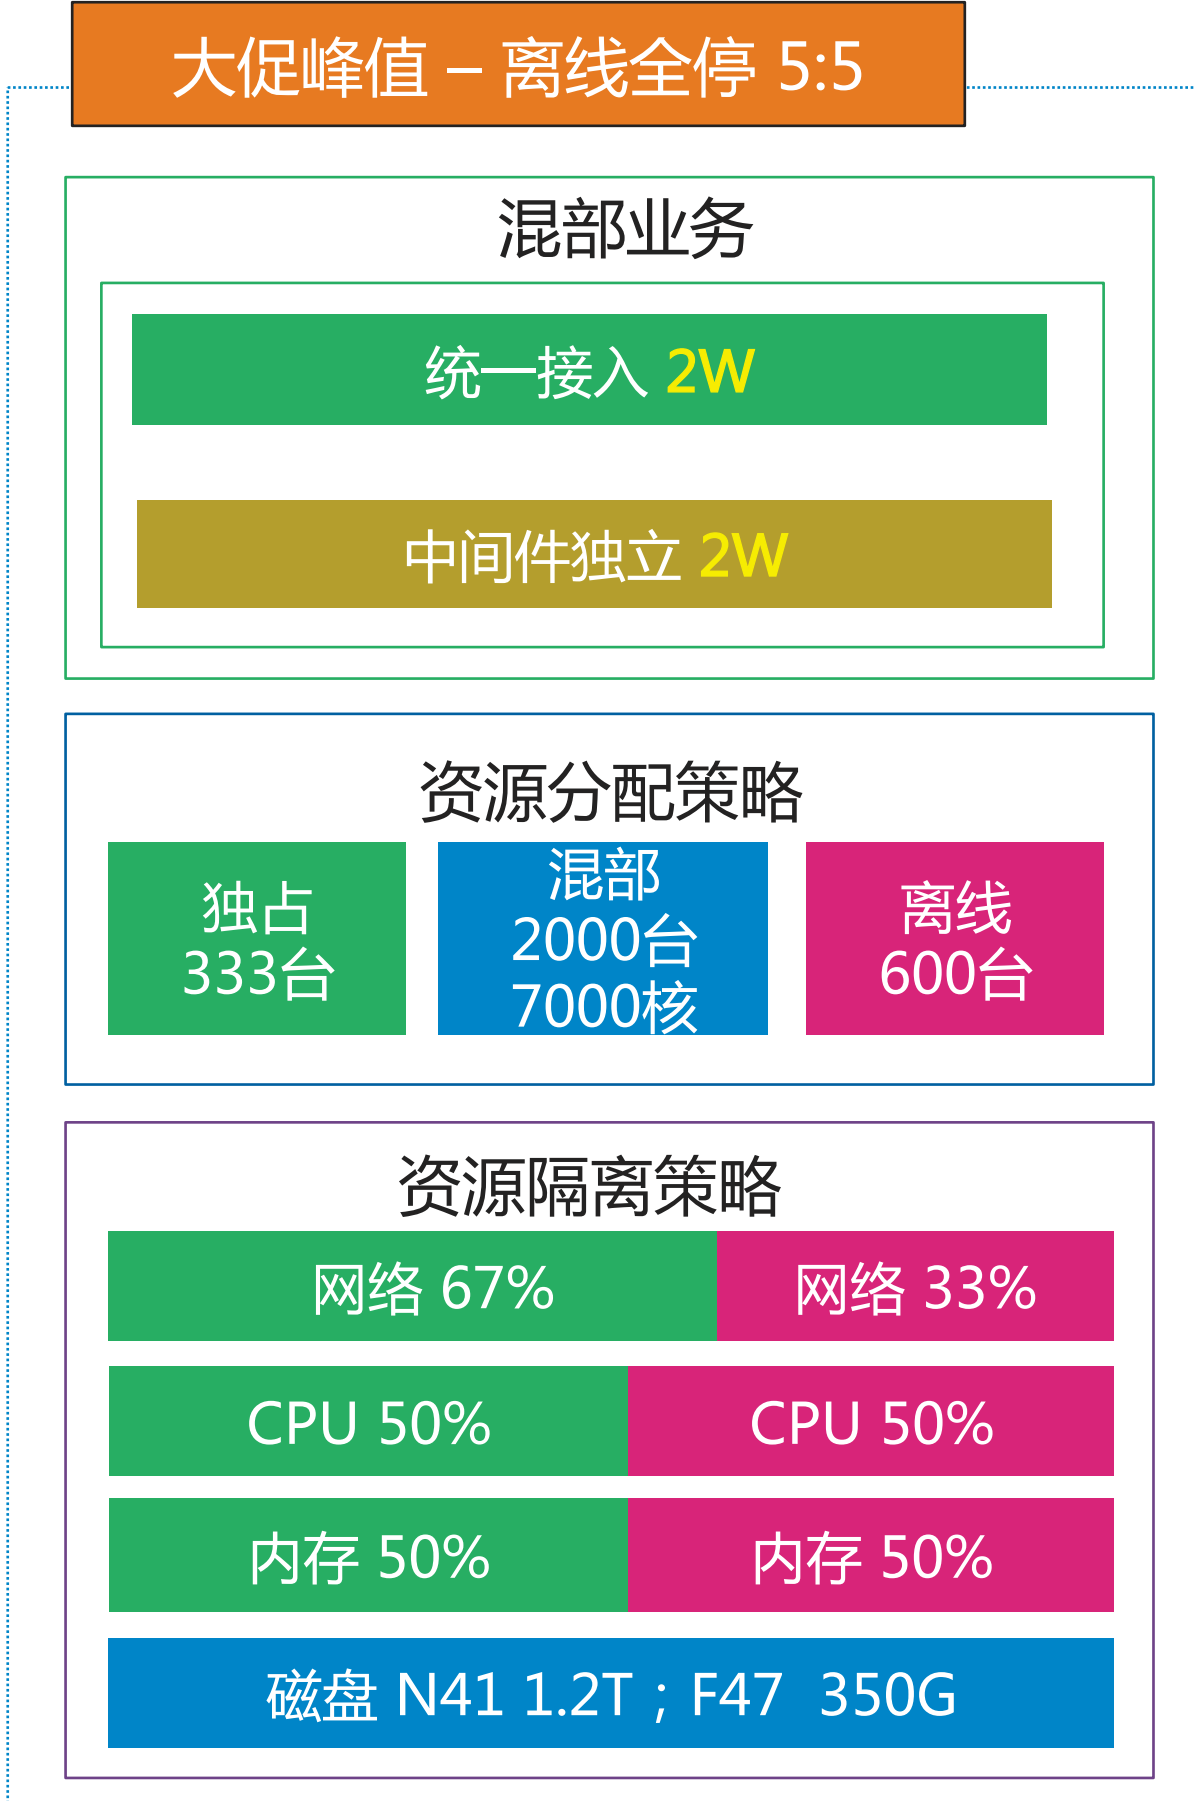 大促峰值 – 离线全停 5:5
混部业务
统一接入 2W
中间件独立 2W
资源分配策略
独占
333台
混部
2000台
7000核
离线
600台
资源隔离策略
网络 67%
网络 33%
CPU 50%
CPU 50%
内存 50%
内存 50%
磁盘 N41 1.2T；F47 350G